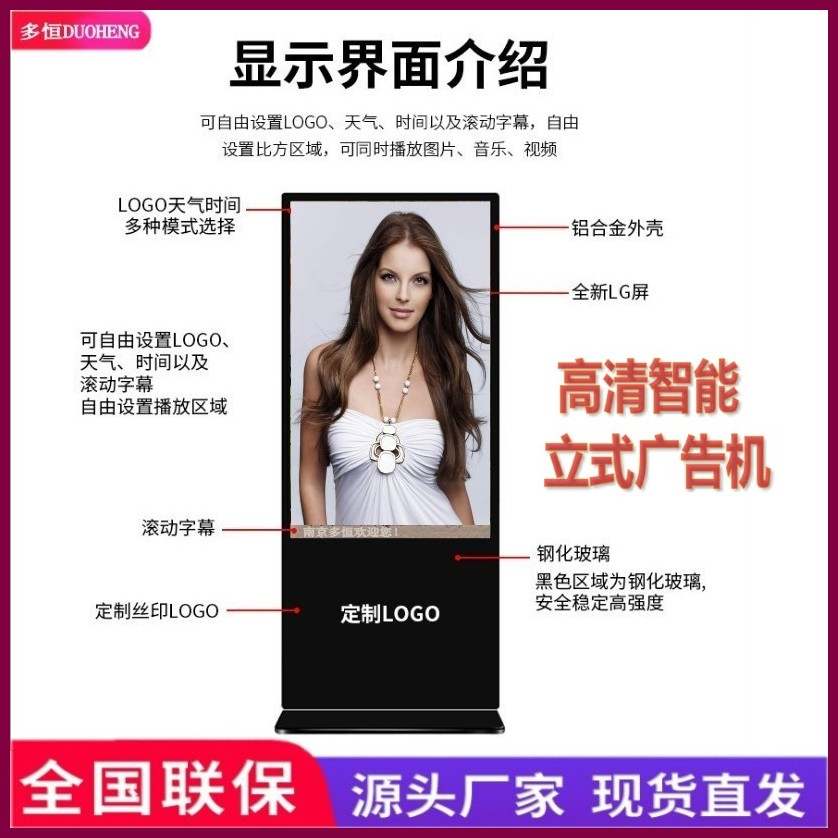 多恒DUOHENG
显示界面介绍
可自由设置LOGO、天气、时间以及滚动字幕，自由
设置比方区域，可同时播放图片、音乐、视频
LOGO天气时间
多种模式选择
铝合金外壳
全新LG屏
可自由设置LOGO、
天气、时间以及
滚动字幕
自由设置播放区域
高清智能
立式广告机
滚动字幕
南京多恒欢迎您!
钢化玻璃
黑色区域为钢化玻璃,
安全稳定高强度
定制丝印LOGO
定制LOGO
全国联保
源头厂家 现货直发